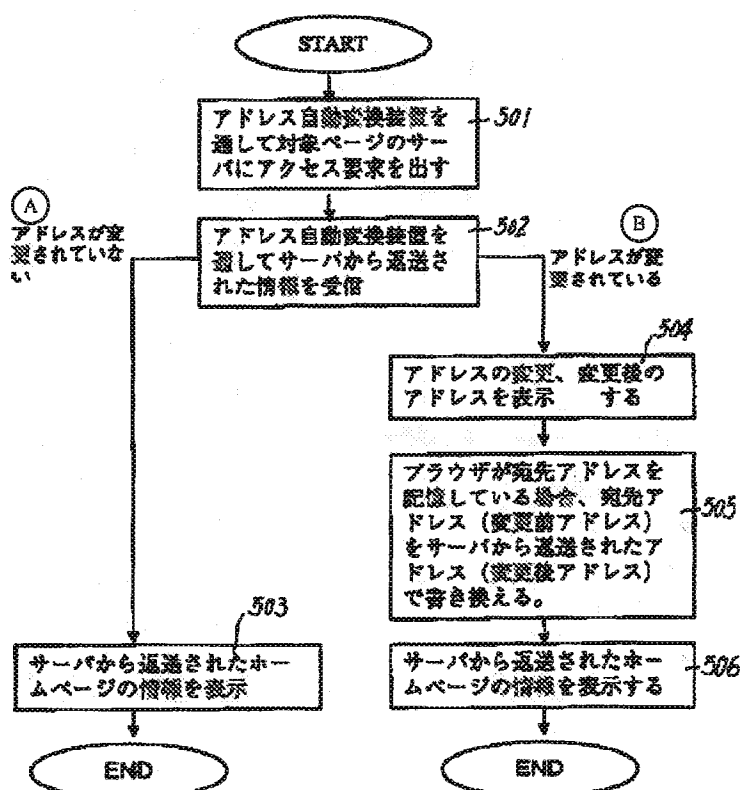 START
アドレス自動変換装置を
通して対象ページのサー
バにアクセス要求を出す
501
A
アドレスが変
更されていな
い
アドレス自動変換装置を
通してサーバから返送さ
れた情報を受信
502
B
アドレスが変
更されている
504
アドレスの変更、変更後の
アドレスを表示 する
ブラウザが宛先アドレスを
記憶している場合、宛先ア
ドレス(変更前アドレス)
をサーバから返送されたア
ドレス(変更後アドレス)
で書き換える。
505
503
サーバから返送されたホー
ムページの情報を表示
サーバから返送されたホー
ムページの情報を表示する
506
END
END